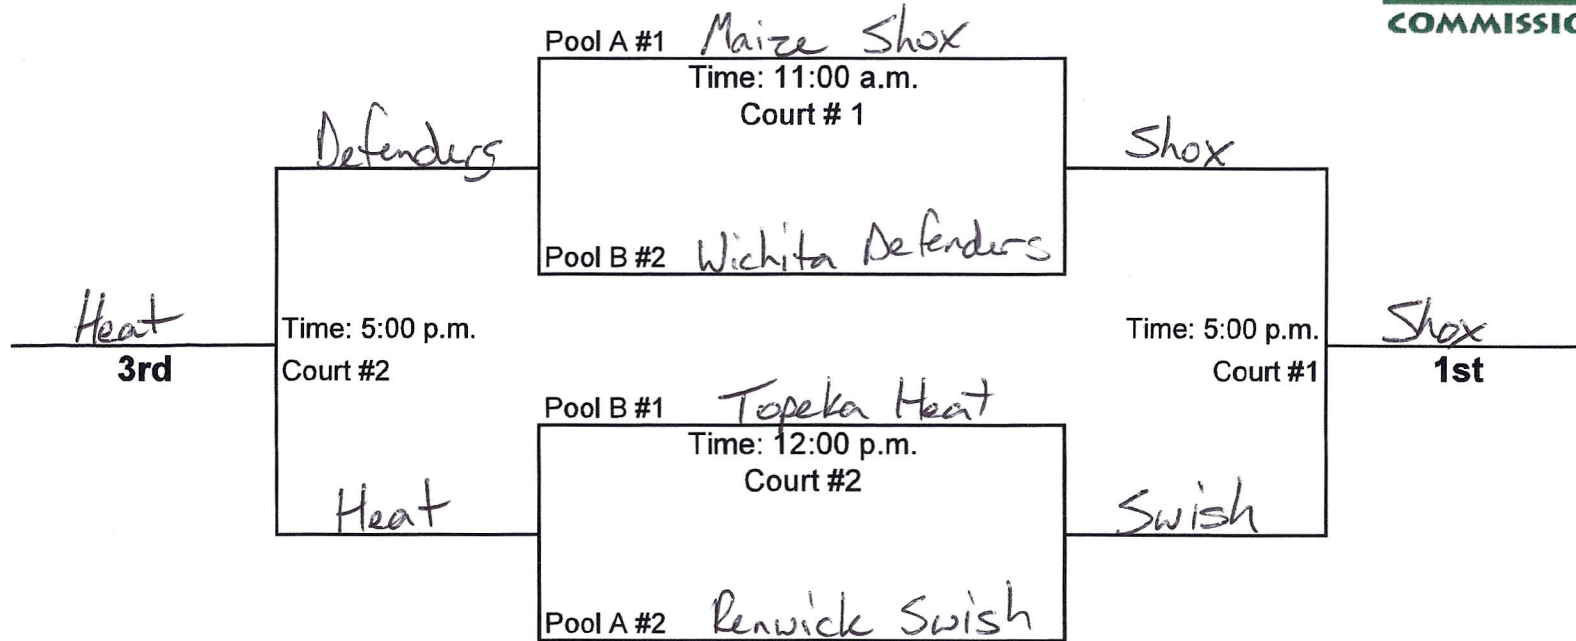 COMMISSIO
Pool A #1 Maize Shox
Time: 11:00 a.m.
Court # 1
Defenders
Shox
Pool B #2 Wichita Defenders
Heat
3rd
Time: 5:00 p.m.
Court #2
Time: 5:00 p.m.
Court #1
Shox
1st
Pool B #1 Topeka Heat
Time: 12:00 p.m.
Court #2
Heat
Swish
Pool A #2 Renwick Swish